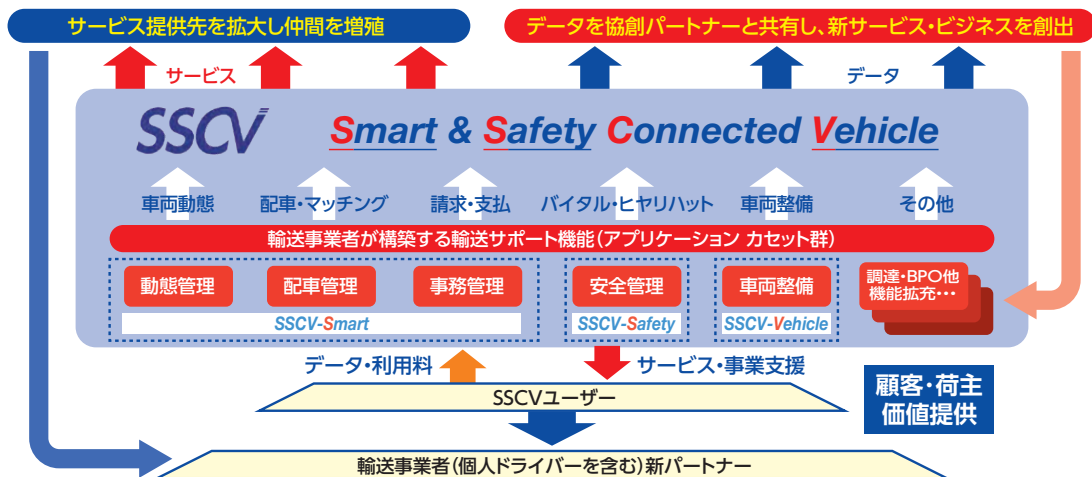 サービス提供先を拡大し仲間を増殖
データを協創パートナーと共有し、新サービス・ビジネスを創出
サービス
データ
SSCV
Smart & Safety Connected Vehicle
車両動態
配車・マッチング
請求・支払
バイタル・ヒヤリハット
車両整備
その他
輸送事業者が構築する輸送サポート機能(アプリケーション カセット群)
動態管理
配車管理
事務管理
安全管理
車両整備
調達・BPO他
機能拡充…
SSCV-Smart
SSCV-Safety
SSCV-Vehicle
データ・利用料
サービス・事業支援
SSCVユーザー
顧客・荷主
価値提供
輸送事業者(個人ドライバーを含む)新パートナー